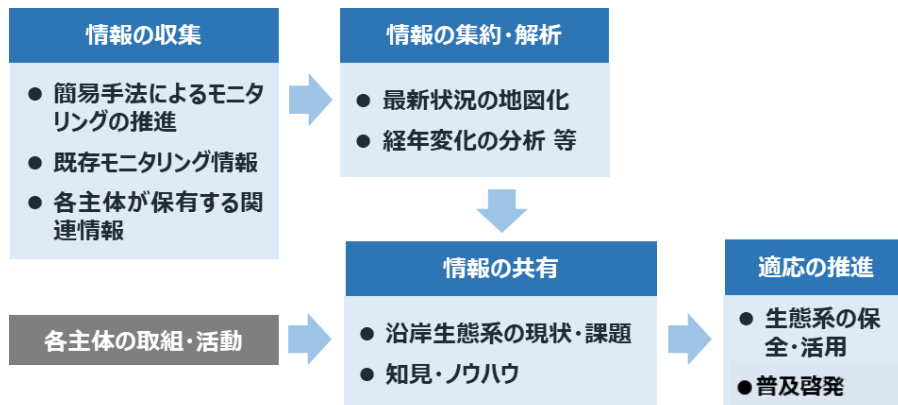 情報の収集
● 簡易手法によるモニタ
リングの推進
● 既存モニタリング情報
● 各主体が保有する関
連情報
情報の集約・解析
● 最新状況の地図化
● 経年変化の分析 等
各主体の取組・活動
情報の共有
● 沿岸生態系の現状・課題
● 知見・ノウハウ
適応の推進
● 生態系の保
全・活用
●普及啓発